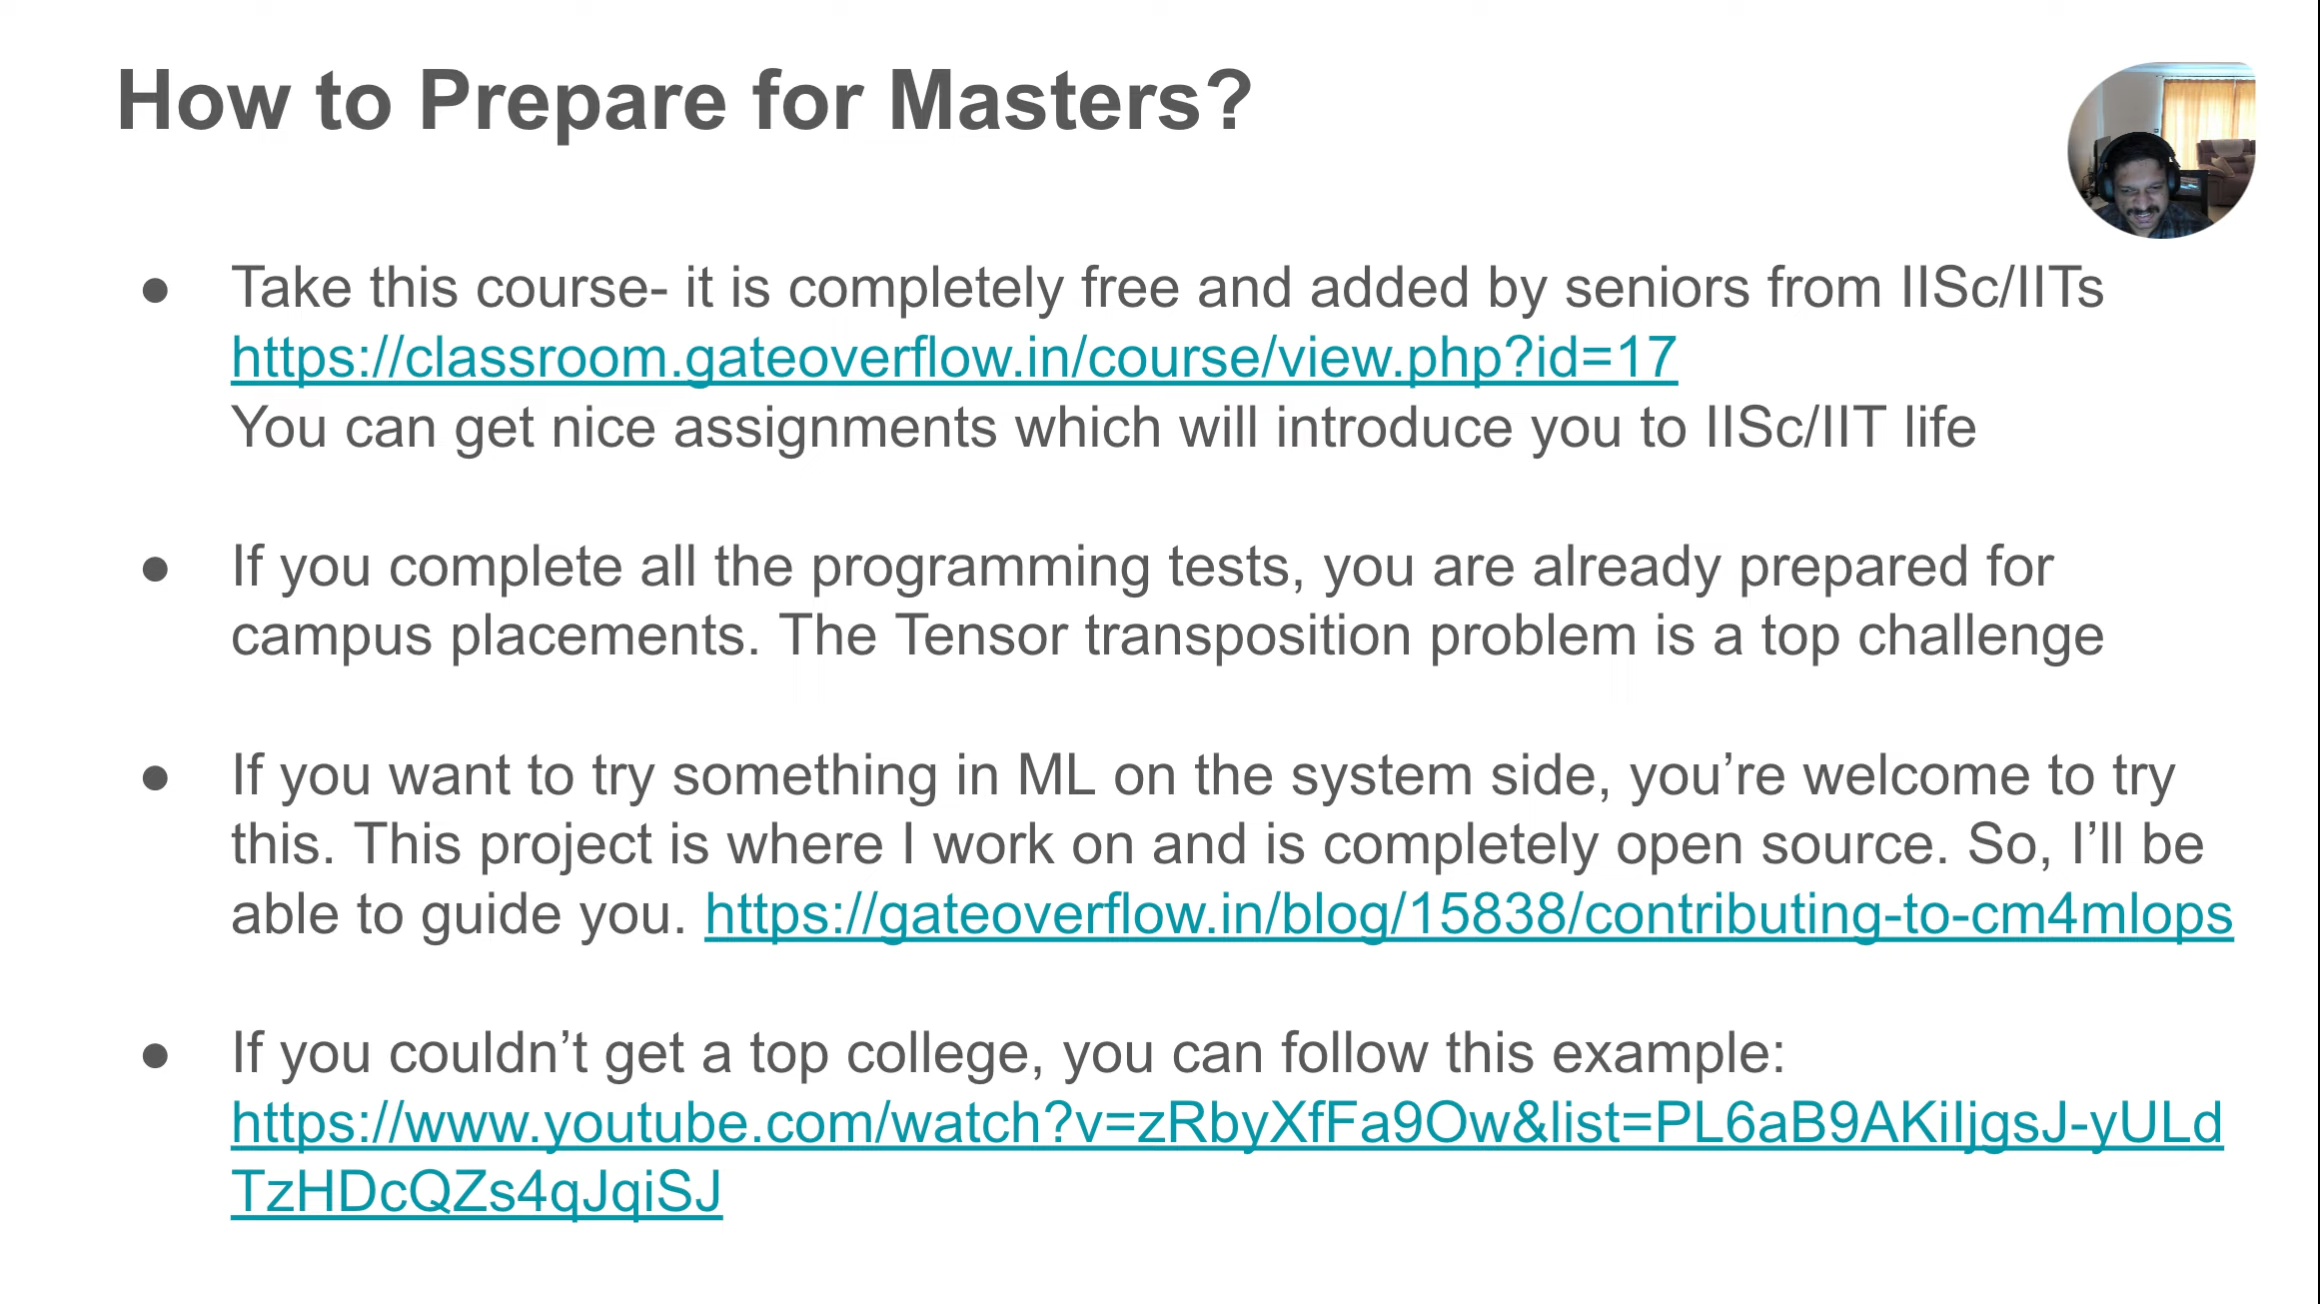 How to Prepare for Masters?
● Take this course- it is completely free and added by seniors from IISc/IITs
https://classroom.gateoverflow.in/course/view.php?id=17
You can get nice assignments which will introduce you to IISc/IIT life
● If you complete all the programming tests, you are already prepared for
campus placements. The Tensor transposition problem is a top challenge
● If you want to try something in ML on the system side, you’re welcome to try
this. This project is where I work on and is completely open source. So, I’ll be
able to guide you. https://gateoverflow.in/blog/15838/contributing-to-cm4mlops
● If you couldn’t get a top college, you can follow this example:
https://www.youtube.com/watch?v=zRbyXfFa9Ow&list=PL6aB9AKiIjgsJ-yULd
TzHDcQZs4qJqiSJ